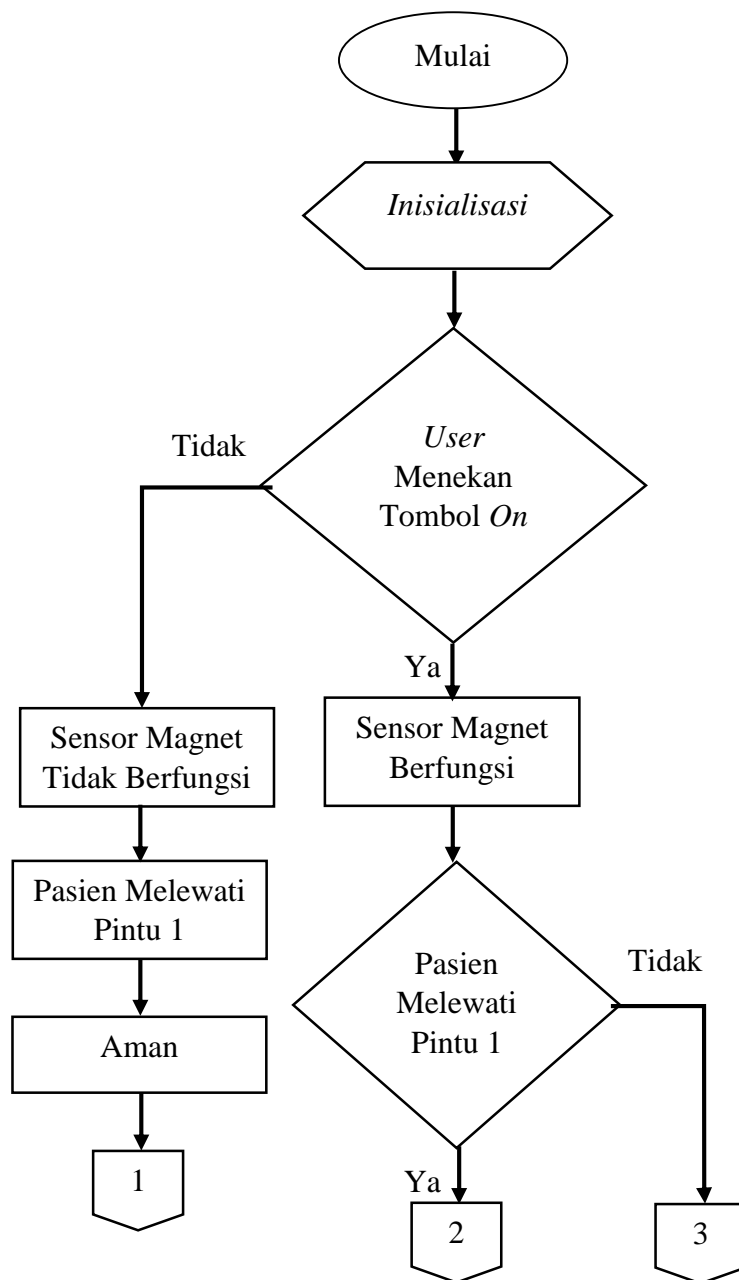 Mulai
Inisialisasi
User
Menekan
Tombol On
Tidak
Ya
Sensor Magnet
Tidak Berfungsi
Sensor Magnet
Berfungsi
Pasien Melewati
Pintu 1
Pasien
Melewati
Pintu 1
Tidak
Aman
Ya
1
2
3